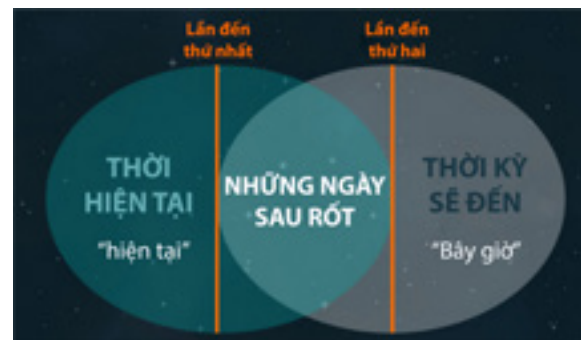 Lần đến
thứ nhất
Lần đến
thứ hai
THỜI
HIỆN TẠI
"hiện tại"
NHỮNG NGÀY
SAU RỐT
THỜI KỲ
SẼ ĐẾN
"Bây giờ"